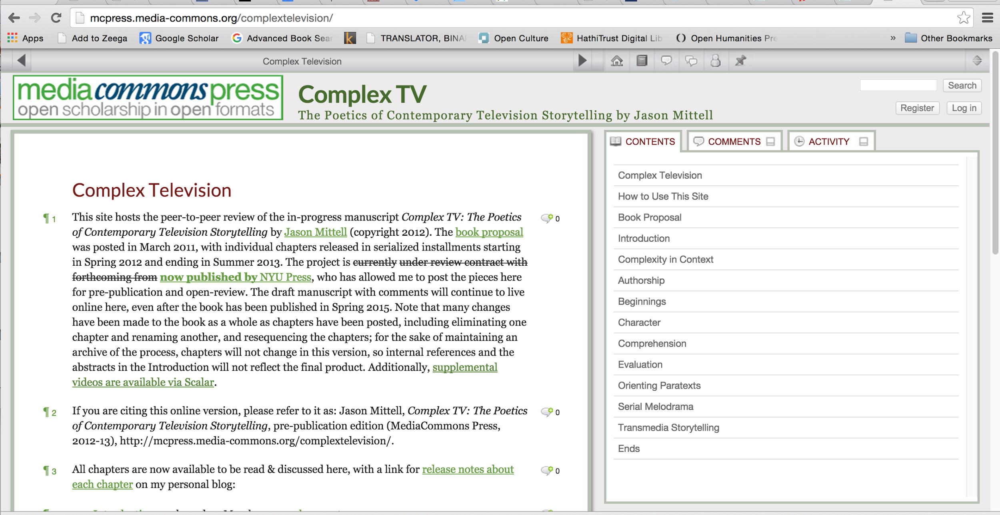 mcpress.media-commons.org/complextelevision/
Apps
Add to Zeega
Google Scholar
Advanced Book Sear
k
TRANSLATOR, BINA
Open Culture
HathiTrust Digital Lib
Open Humanities Pre
»
Other Bookmarks
Complex Television
mediacommonspress
open scholarship in open formats
Complex TV
The Poetics of Contemporary Television Storytelling by Jason Mittell
Search
Register
Log in
Complex Television
¶ 1
This site hosts the peer-to-peer review of the in-progress manuscript Complex TV: The Poetics
0
of Contemporary Television Storytelling by Jason Mittell (copyright 2012). The book proposal
was posted in March 2011, with individual chapters released in serialized installments starting
in Spring 2012 and ending in Summer 2013. The project is currently under review contract with
forthcoming from now published by NYU Press, who has allowed me to post the pieces here
for pre-publication and open-review. The draft manuscript with comments will continue to live
online here, even after the book has been published in Spring 2015. Note that many changes
have been made to the book as a whole as chapters have been posted, including eliminating one
chapter and renaming another, and resequencing the chapters; for the sake of maintaining an
archive of the process, chapters will not change in this version, so internal references and the
abstracts in the Introduction will not reflect the final product. Additionally, supplemental
videos are available via Scalar.
¶ 2
If you are citing this online version, please refer to it as: Jason Mittell, Complex TV: The Poetics
0
of Contemporary Television Storytelling, pre-publication edition (MediaCommons Press,
2012-13), http://mcpress.media-commons.org/complextelevision/.
¶ 3
All chapters are now available to be read & discussed here, with a link for release notes about
0
each chapter on my personal blog:
CONTENTS
COMMENTS
ACTIVITY
Complex Television
How to Use This Site
Book Proposal
Introduction
Complexity in Context
Authorship
Beginnings
Character
Comprehension
Evaluation
Orienting Paratexts
Serial Melodrama
Transmedia Storytelling
Ends